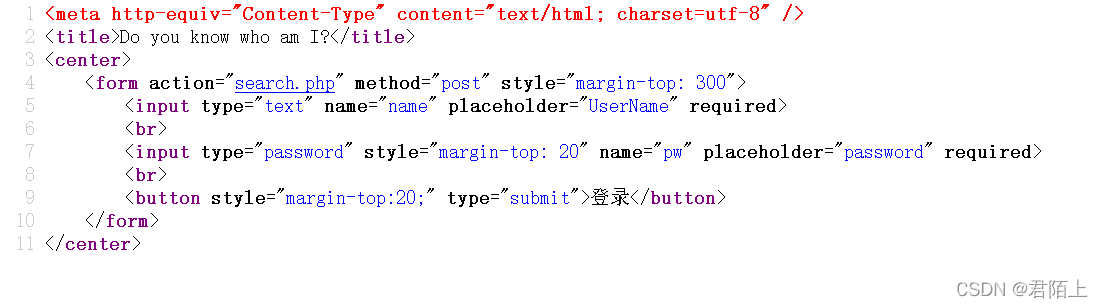 1 <meta http-equiv="Content-Type" content="text/html; charset=utf-8" />
2 <title>Do you know who am I?</title>
3 <center>
4 <form action="search.php" method="post" style="margin-top: 300">
5 <input type="text" name="name" placeholder="UserName" required>
6 <br>
7 <input type="password" style="margin-top: 20" name="pw" placeholder="password" required>
8 <br>
9 <button style="margin-top:20;" type="submit">登录</button>
10 </form>
11 </center>
CSDN @君陌上